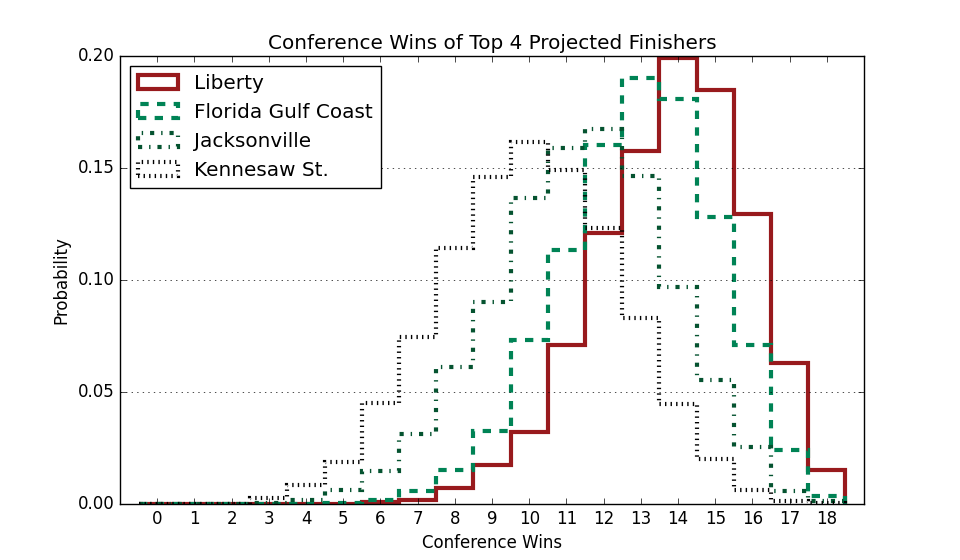 Conference Wins of Top 4 Projected Finishers
Liberty
Florida Gulf Coast
Jacksonville
Kennesaw St.
0.20
0.15
0.10
0.05
0.00
Probability
0 1 2 3 4 5 6 7 8 9 10 11 12 13 14 15 16 17 18
Conference Wins